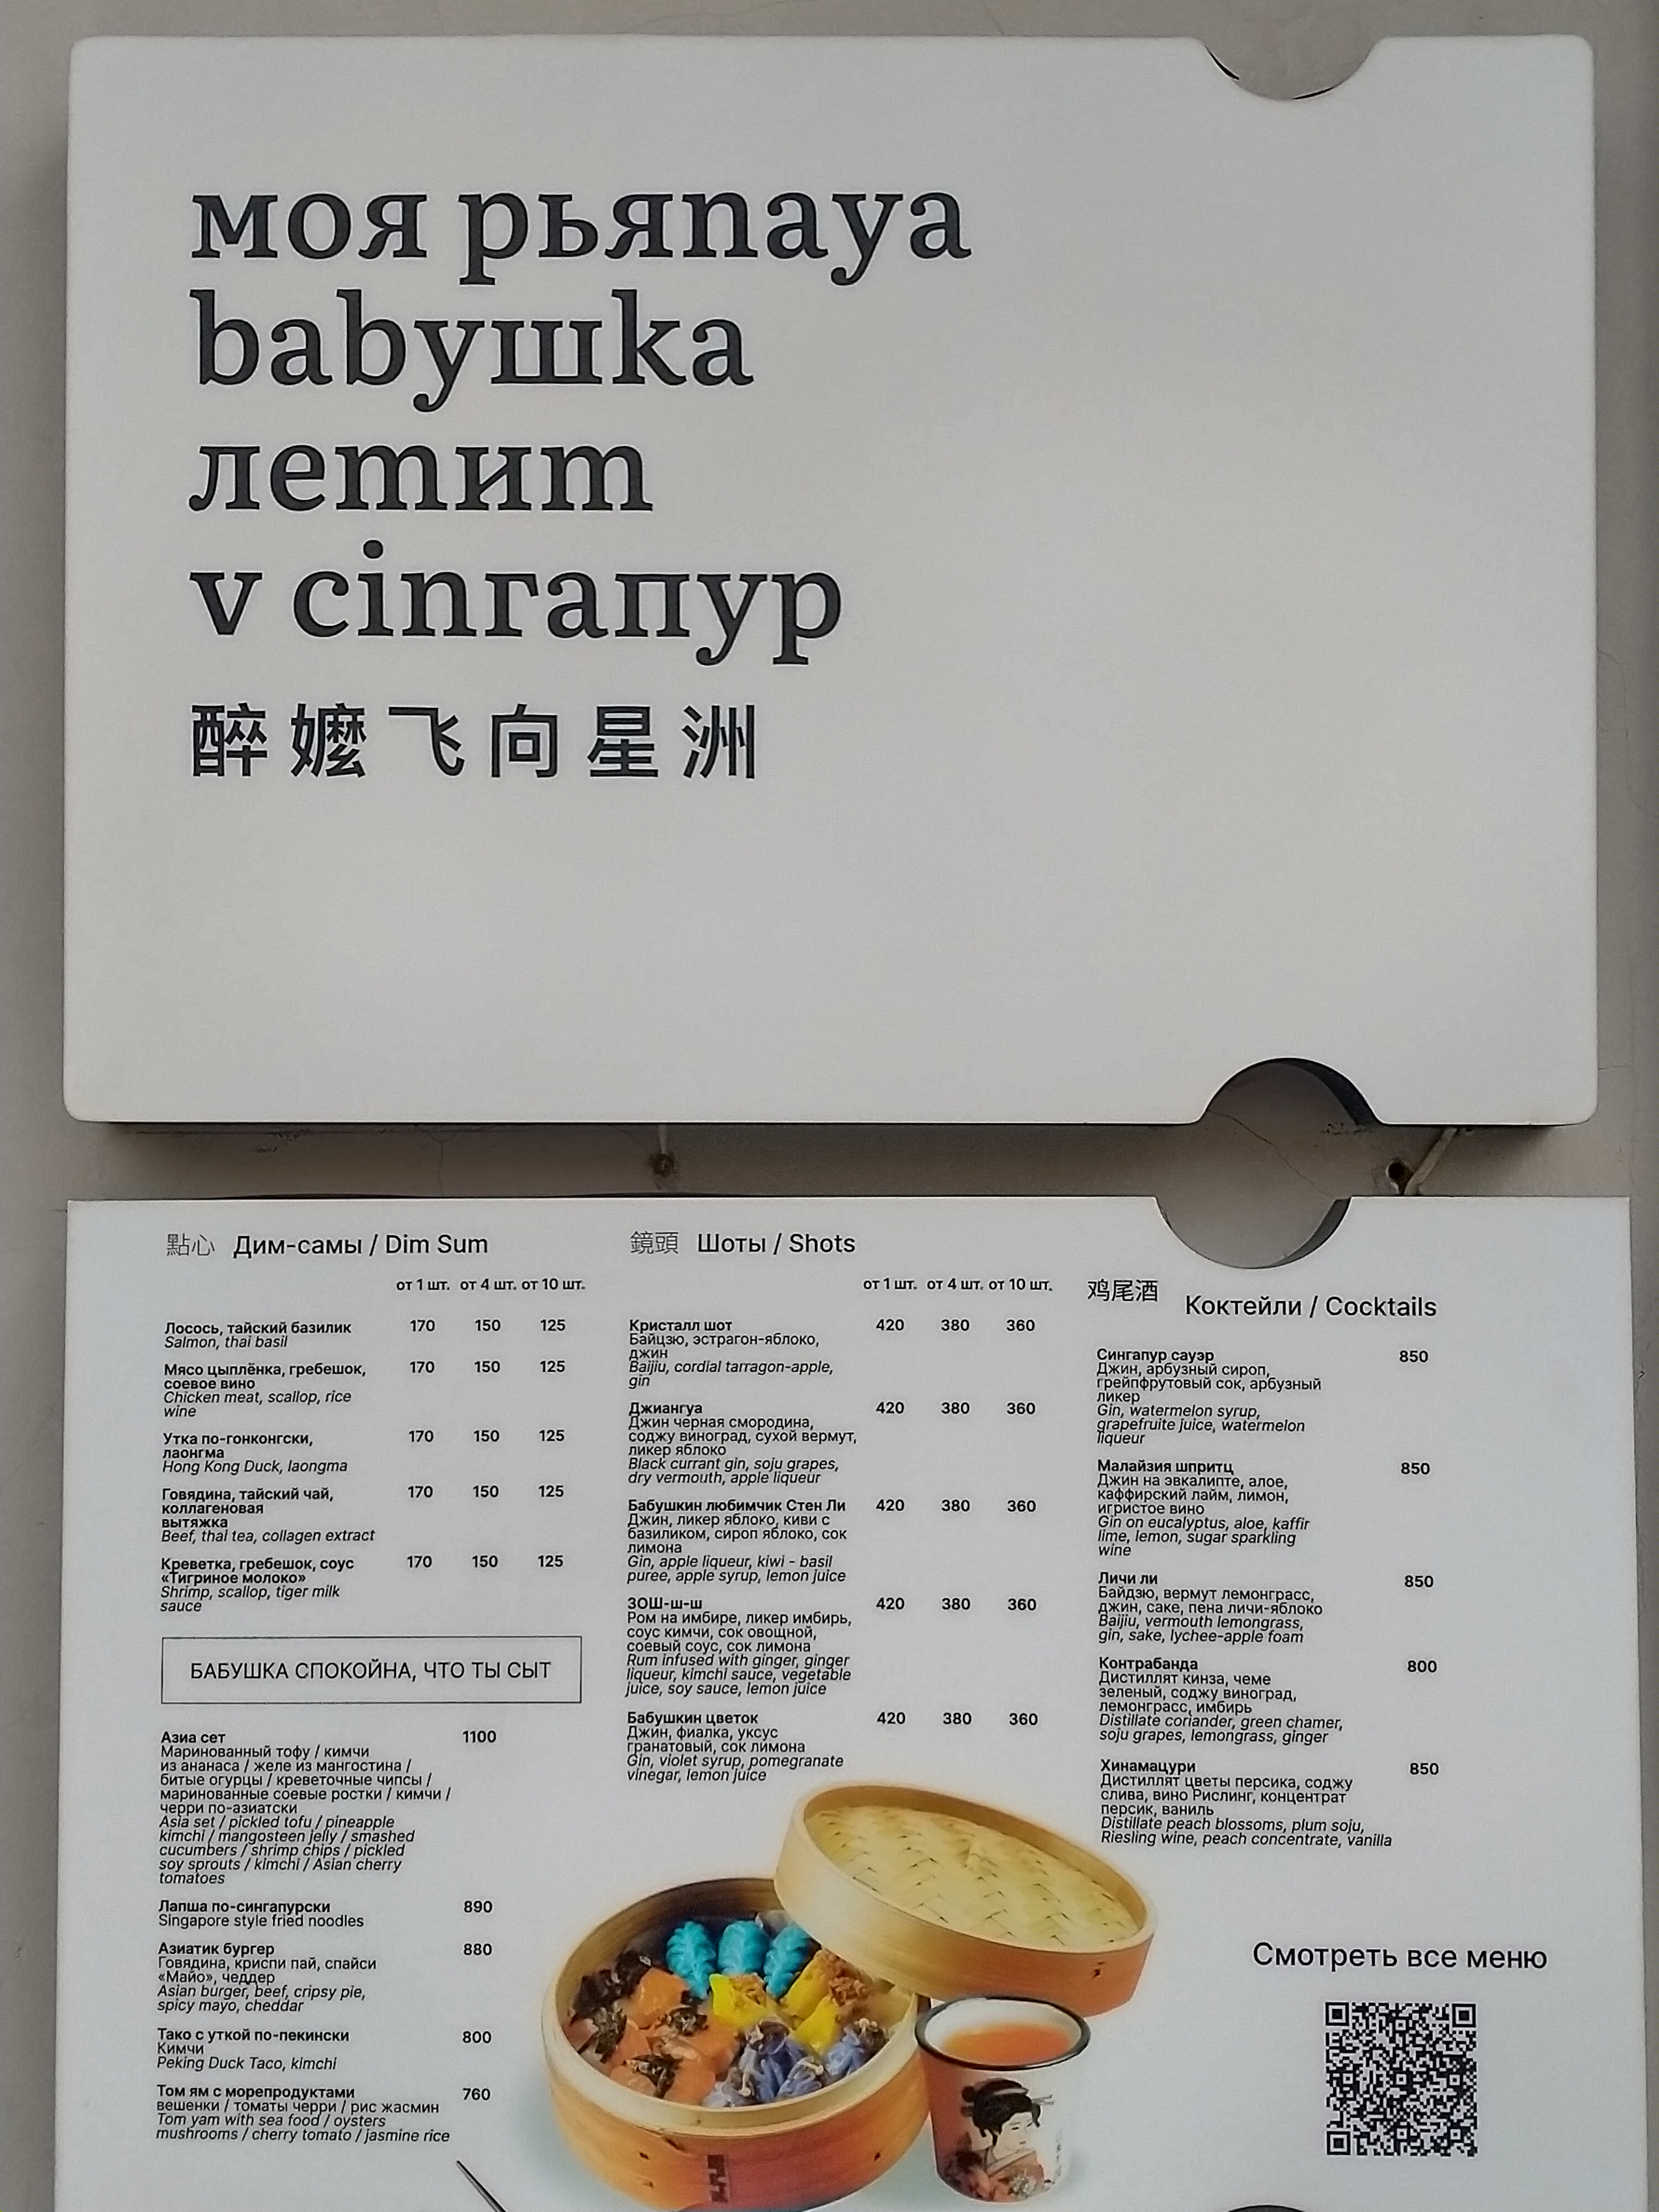 моя рьяnaya
babушka
летит
v сinгапур
醉嬷飞向星洲
點心 Дим-самы / Dim Sum
от 1 шт. от 4 шт. от 10 шт.
Лосось, тайский базилик 170 150 125
Salmon, thai basil
Мясо цыплёнка, гребешок, 170 150 125
соевое вино
Chicken meat, scallop, rice
wine
Утка по-гонконгски, 170 150 125
лаонгма
Hong Kong Duck, laongma
Говядина, тайский чай, 170 150 125
коллагеновая
вытяжка
Beef, thai tea, collagen extract
Креветка, гребешок, соус 170 150 125
«Тигриное молоко»
Shrimp, scallop, tiger milk
sauce
БАБУШКА СПОКОЙНА, ЧТО ТЫ СЫТ
Азиа сет 1100
Маринованный тофу / кимчи
из ананаса / желе из мангостина /
битые огурцы / креветочные чипсы /
маринованные соевые ростки / кимчи /
черри по-азиатски
Asia set / pickled tofu / pineapple
kimchi / mangosteen jelly / smashed
cucumbers / shrimp chips / pickled
soy sprouts / kimchi / Asian cherry
tomatoes
Лапша по-сингапурски 890
Singapore style fried noodles
Азиатик бургер 880
Говядина, криспи пай, спайси
«Майо», чеддер
Asian burger, beef, cripsy pie,
spicy mayo, cheddar
Тако с уткой по-пекински 800
Кимчи
Peking Duck Taco, kimchi
Том ям с морепродуктами 760
вешенки / томаты черри / рис жасмин
Tom yam with sea food / oysters
mushrooms / cherry tomato / jasmine rice
鏡頭 Шоты / Shots
от 1 шт. от 4 шт. от 10 шт.
Кристалл шот 420 380 360
Байцзю, эстрагон-яблоко,
джин
Baijiu, cordial tarragon-apple,
gin
Джиангуа 420 380 360
Джин черная смородина,
соджу виноград, сухой вермут,
ликер яблоко
Black currant gin, soju grapes,
dry vermouth, apple liqueur
Бабушкин любимчик Стен Ли 420 380 360
Джин, ликер яблоко, киви с
базиликом, сироп яблоко, сок
лимона
Gin, apple liqueur, kiwi - basil
puree, apple syrup, lemon juice
ЗОШ-ш-ш 420 380 360
Ром на имбире, ликер имбирь,
соус кимчи, сок овощной,
соевый соус, сок лимона
Rum infused with ginger, ginger
liqueur, kimchi sauce, vegetable
juice, soy sauce, lemon juice
Бабушкин цветок 420 380 360
Джин, фиалка, уксус
гранатовый, сок лимона
Gin, violet syrup, pomegranate
vinegar, lemon juice
鸡尾酒 Коктейли / Cocktails
Сингапур сауэр 850
Джин, арбузный сироп,
грейпфрутовый сок, арбузный
ликер
Gin, watermelon syrup,
grapefruite juice, watermelon
liqueur
Малайзия шпритц 850
Джин на эвкалипте, алое,
каффирский лайм, лимон,
игристое вино
Gin on eucalyptus, aloe, kaffir
lime, lemon, sugar sparkling
wine
Личи ли 850
Байдзю, вермут лемонграсс,
джин, саке, пена личи-яблоко
Baijiu, vermouth lemongrass,
gin, sake, lychee-apple foam
Контрабанда 800
Дистиллят кинза, чеме
зеленый, соджу виноград,
лемонграсс, имбирь
Distillate coriander, green chamer,
soju grapes, lemongrass, ginger
Хинамацури 850
Дистиллят цветы персика, соджу
слива, вино Рислинг, концентрат
персик, ваниль
Distillate peach blossoms, plum soju,
Riesling wine, peach concentrate, vanilla
Смотреть все меню